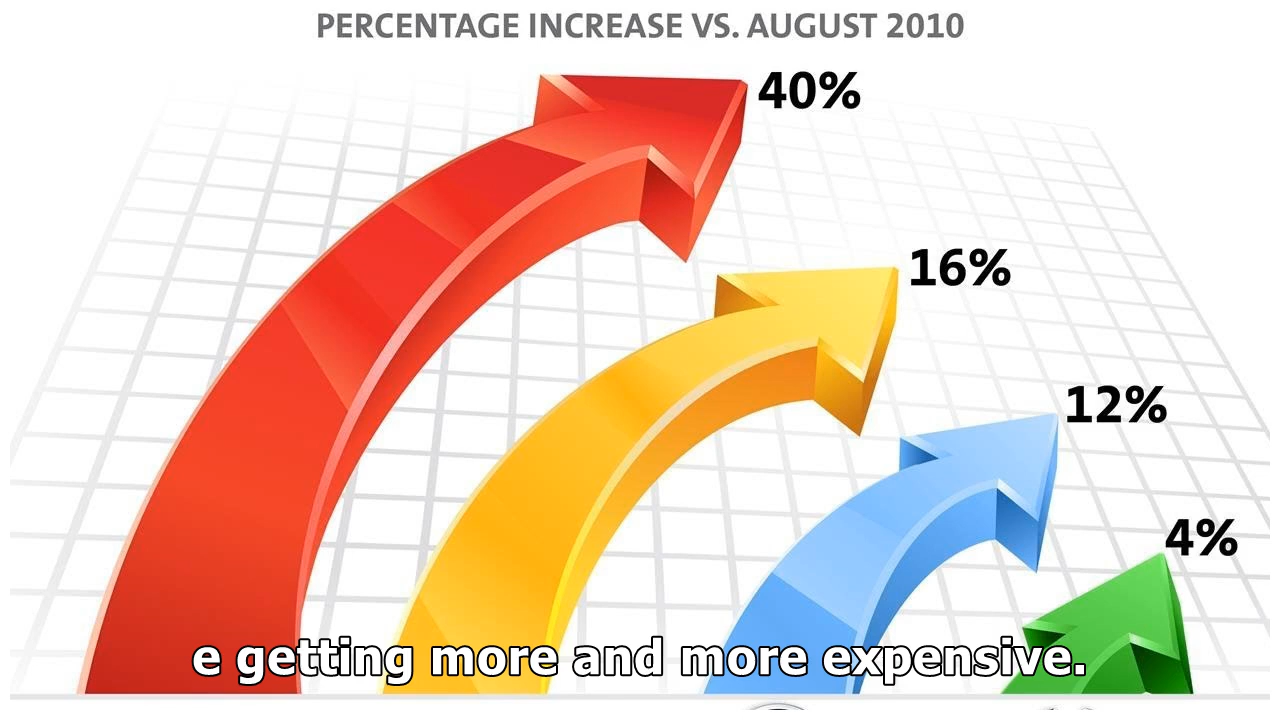 PERCENTAGE INCREASE VS. AUGUST 2010
40%
16%
12%
4%
e getting more and more expensive.